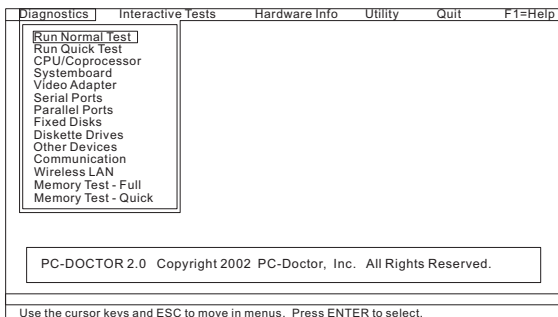 Diagnostics Interactive Tests Hardware Info Utility Quit F1=Help
Run Normal Test
Run Quick Test
CPU/Coprocessor
Systemboard
Video Adapter
Serial Ports
Parallel Ports
Fixed Disks
Diskette Drives
Other Devices
Communication
Wireless LAN
Memory Test - Full
Memory Test - Quick
PC-DOCTOR 2.0 Copyright 2002 PC-Doctor, Inc. All Rights Reserved.
Use the cursor keys and ESC to move in menus. Press ENTER to select.